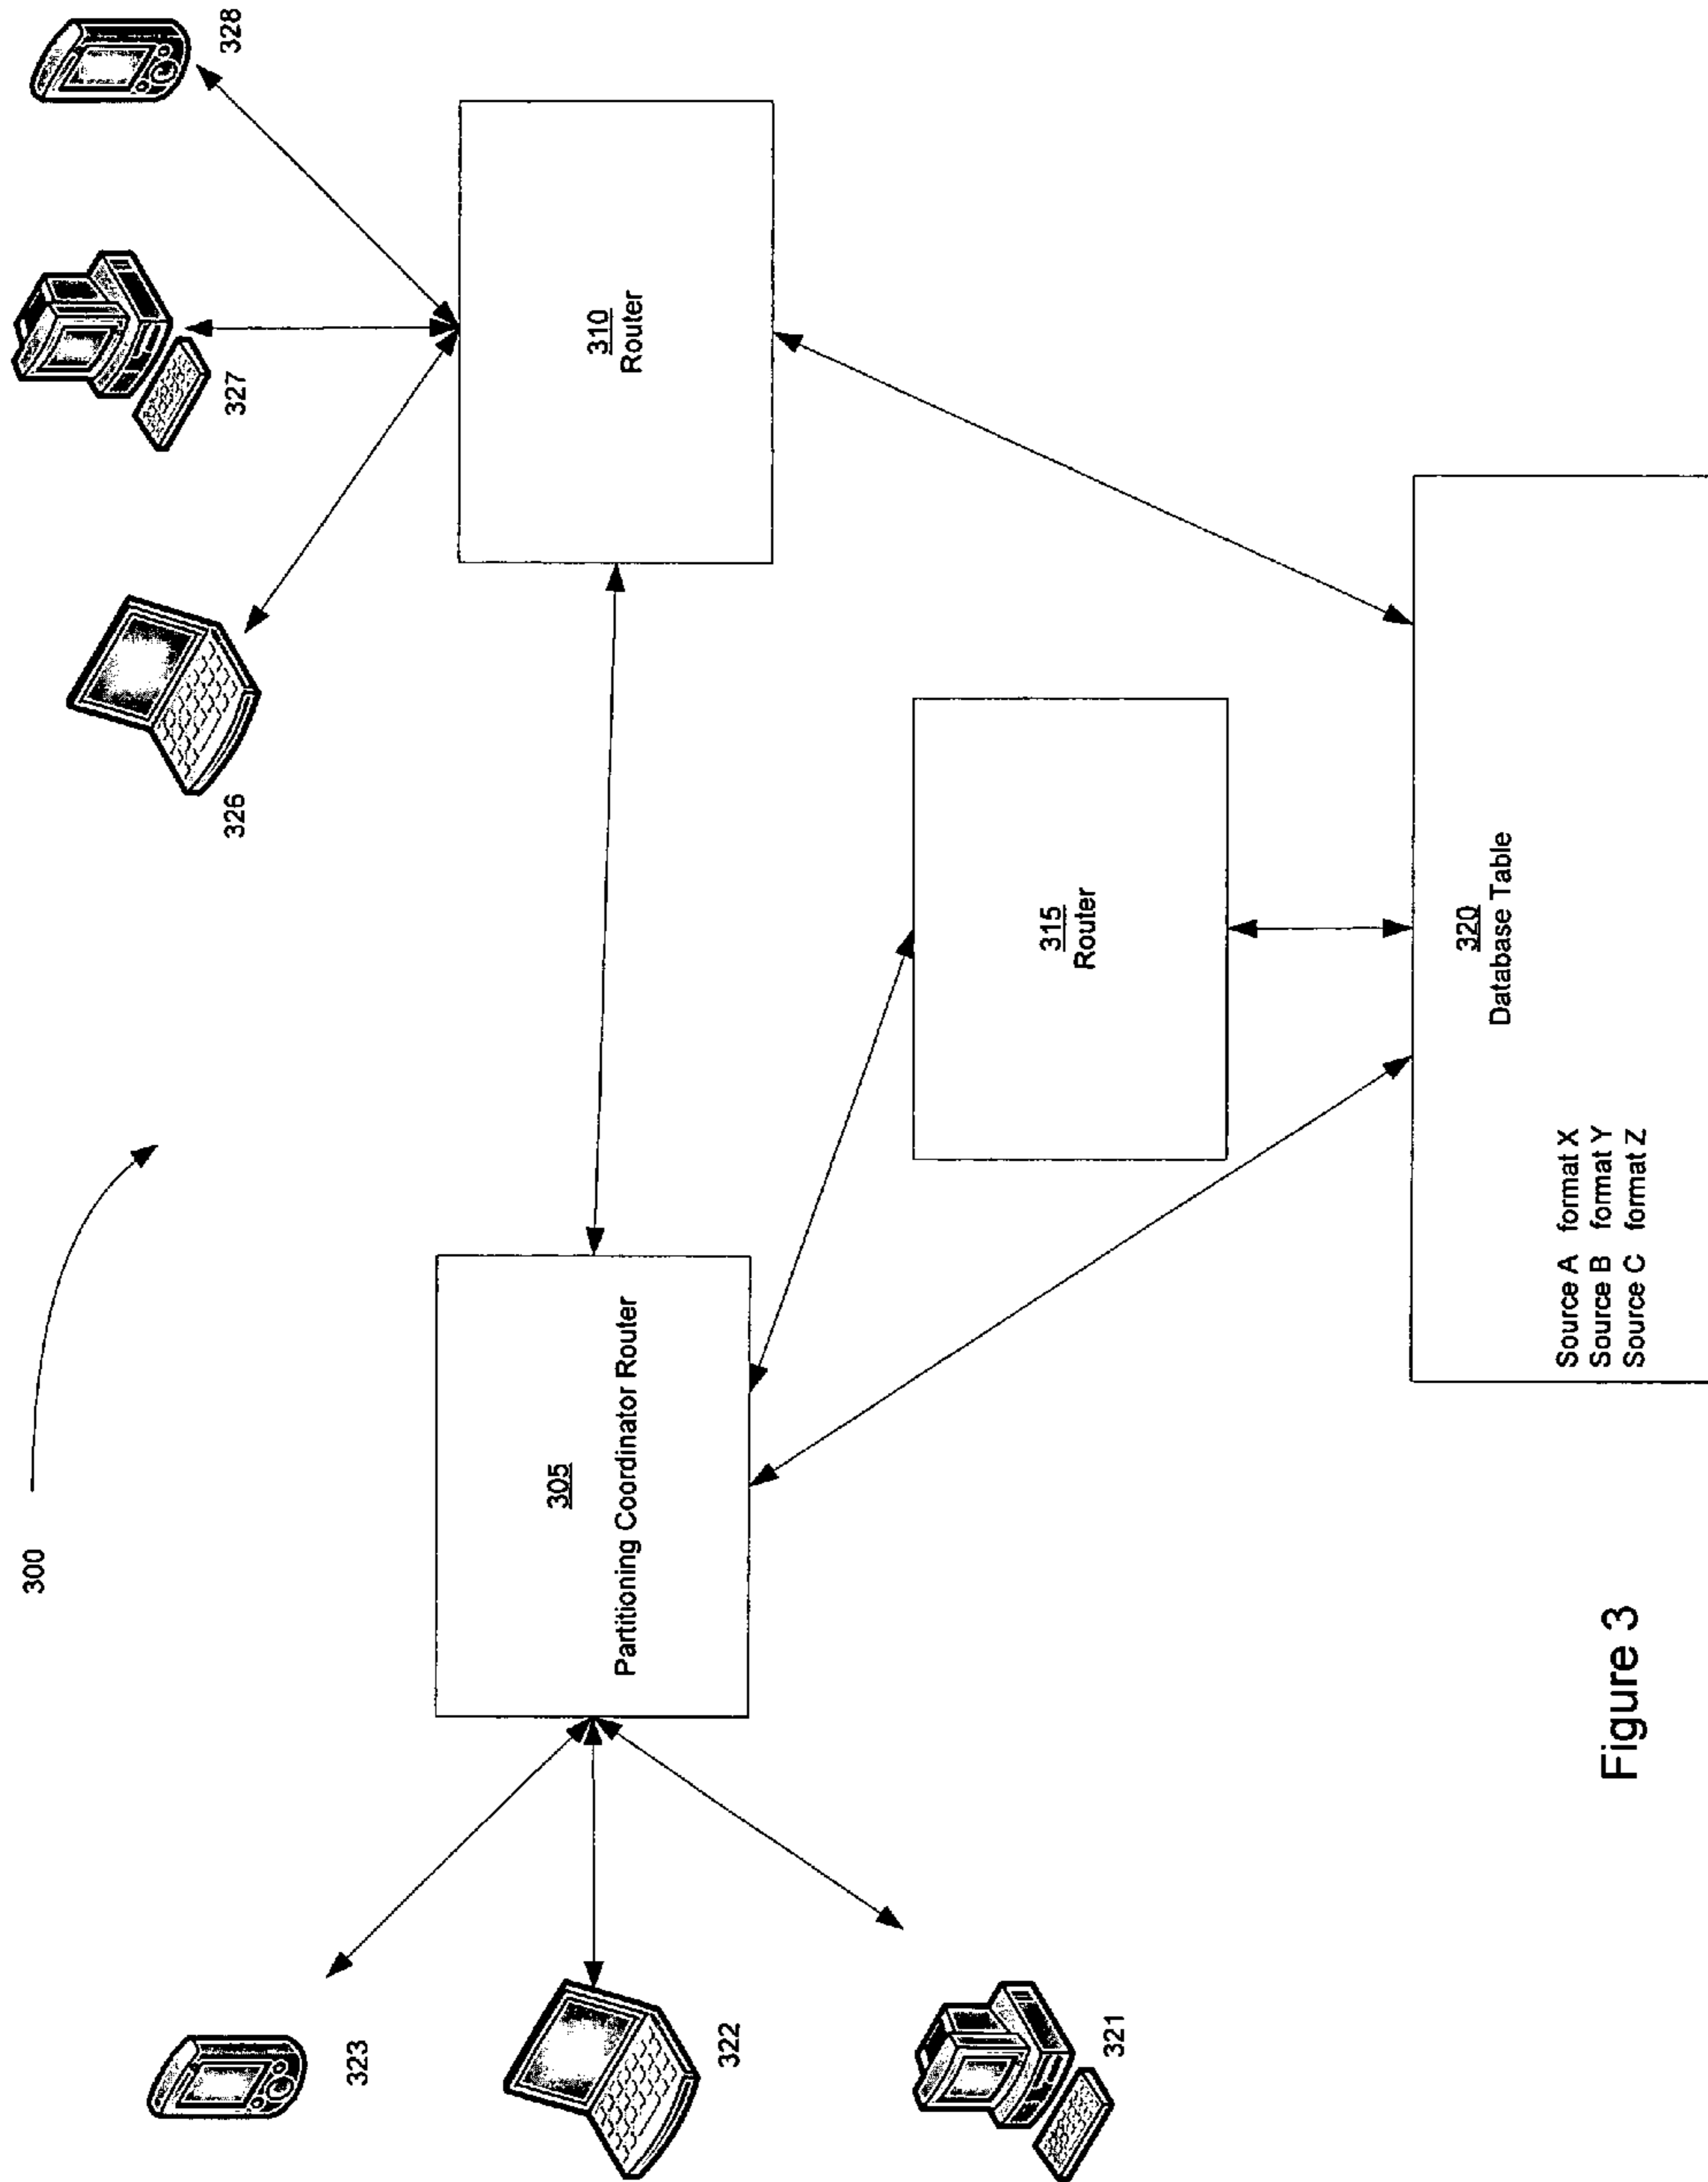 300
323
322
321
305
Partitioning Coordinator Router
326
327
328
310
Router
315
Router
320
Database Table
Source A format X
Source B format Y
Source C format Z
Figure 3